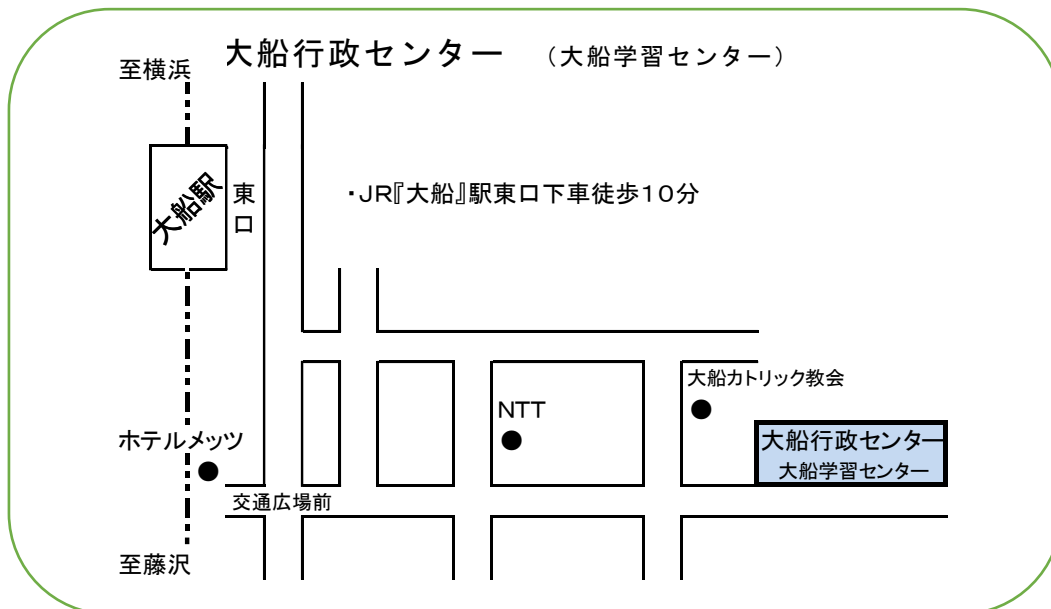 大船行政センター （大船学習センター）
至横浜
大船駅
東口
・JR『大船』駅東口下車徒歩10分
大船カトリック教会
NTT
ホテルメッツ
大船行政センター
大船学習センター
交通広場前
至藤沢